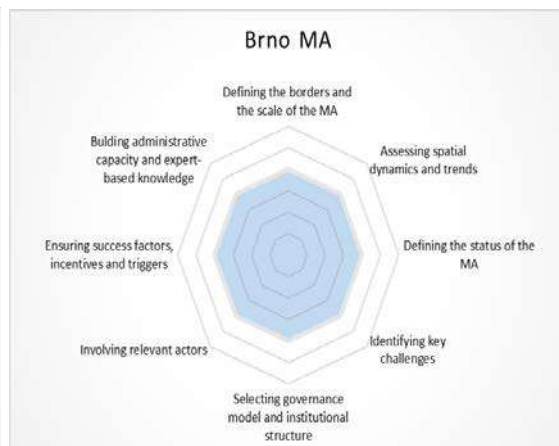 Brno MA
Defining the borders and
the scale of the MA
Assessing spatial
dynamics and trends
Defining the status of the
MA
Identifying key
challenges
Selecting governance
model and institutional
structure
Involving relevant actors
Ensuring success factors,
incentives and triggers
Bulding administrative
capacity and expert-
based knowledge